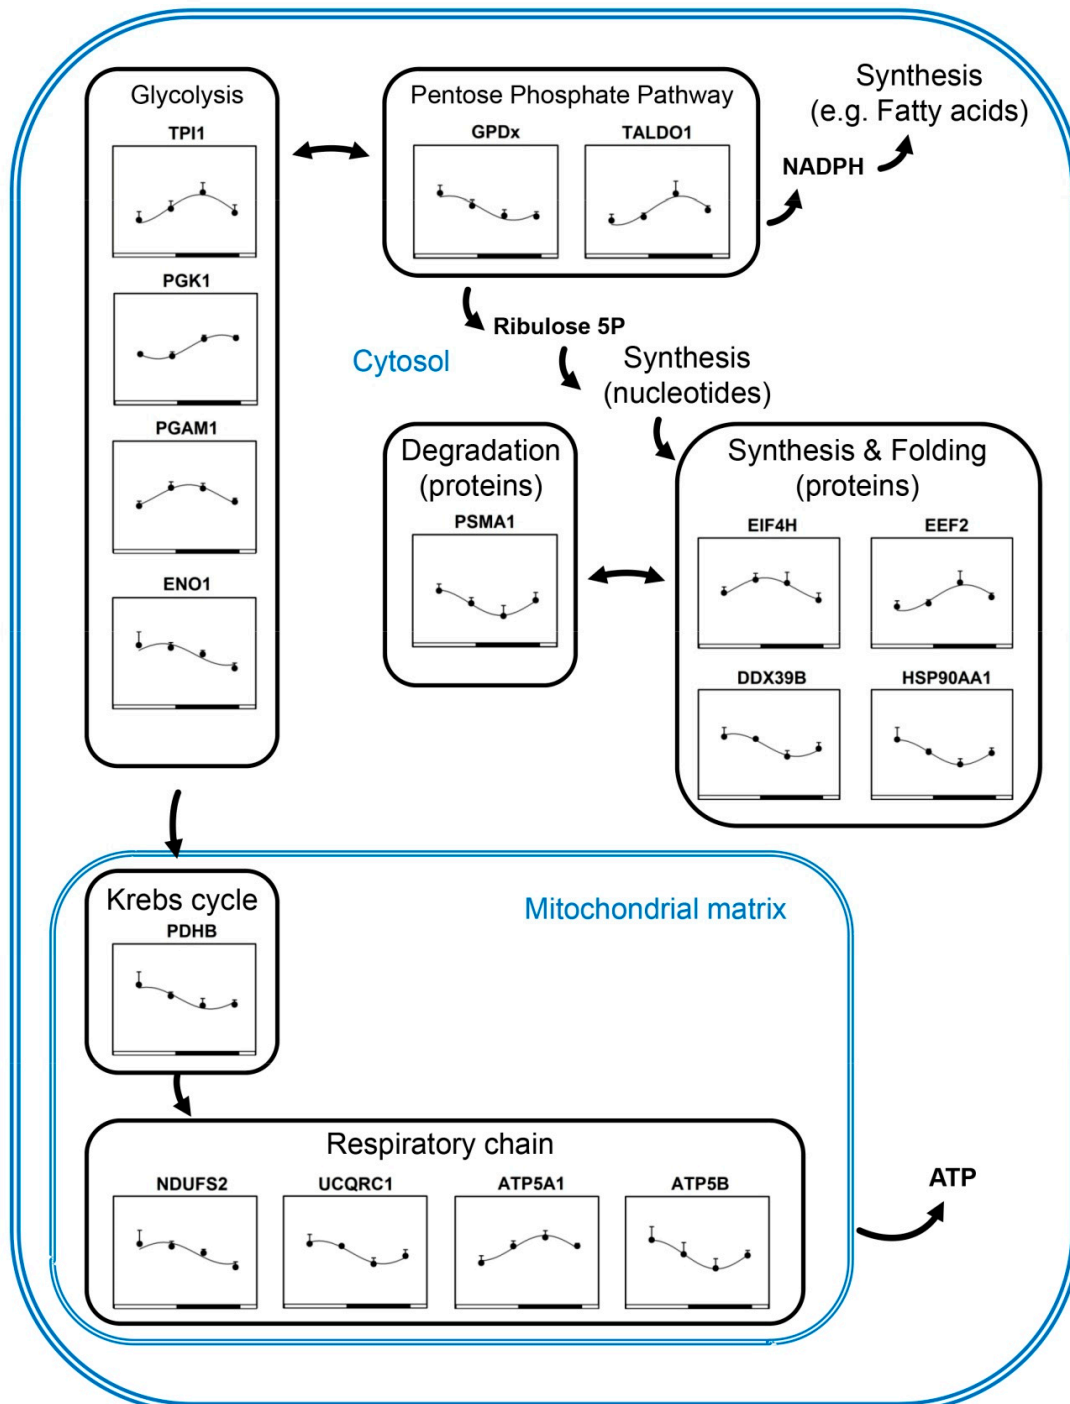 Glycolysis
TPI1
PGK1
PGAM1
ENO1
Pentose Phosphate Pathway
GPDx
TALDO1
Synthesis
(e.g. Fatty acids)
NADPH
Ribulose 5P
Cytosol
Synthesis
(nucleotides)
Degradation
(proteins)
PSMA1
Synthesis & Folding
(proteins)
EIF4H
EEF2
DDX39B
HSP90AA1
Krebs cycle
PDHB
Mitochondrial matrix
Respiratory chain
NDUFS2
UCQRC1
ATP5A1
ATP5B
ATP